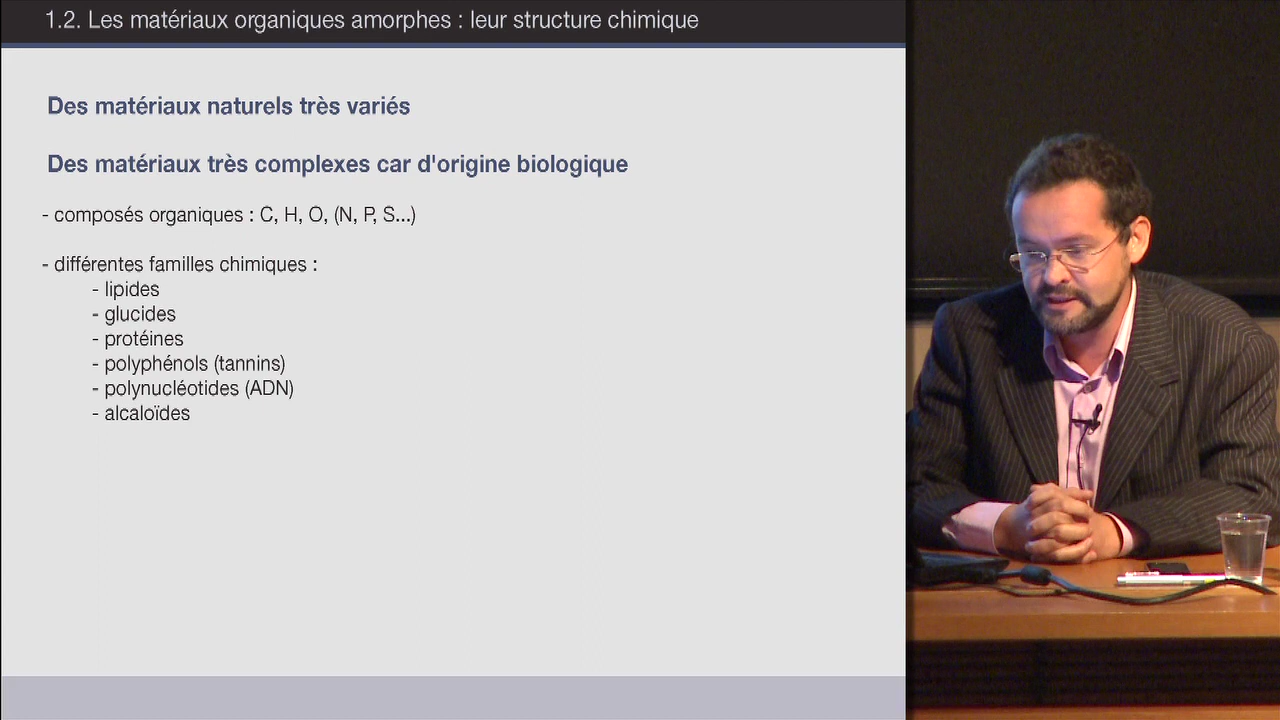 1.2. Les matériaux organiques amorphes : leur structure chimique
Des matériaux naturels très variés
Des matériaux très complexes car d'origine biologique
- composés organiques : C, H, O, (N, P, S...)
- différentes familles chimiques :
- lipides
- glucides
- protéines
- polyphénols (tannins)
- polynucléotides (ADN)
- alcaloïdes